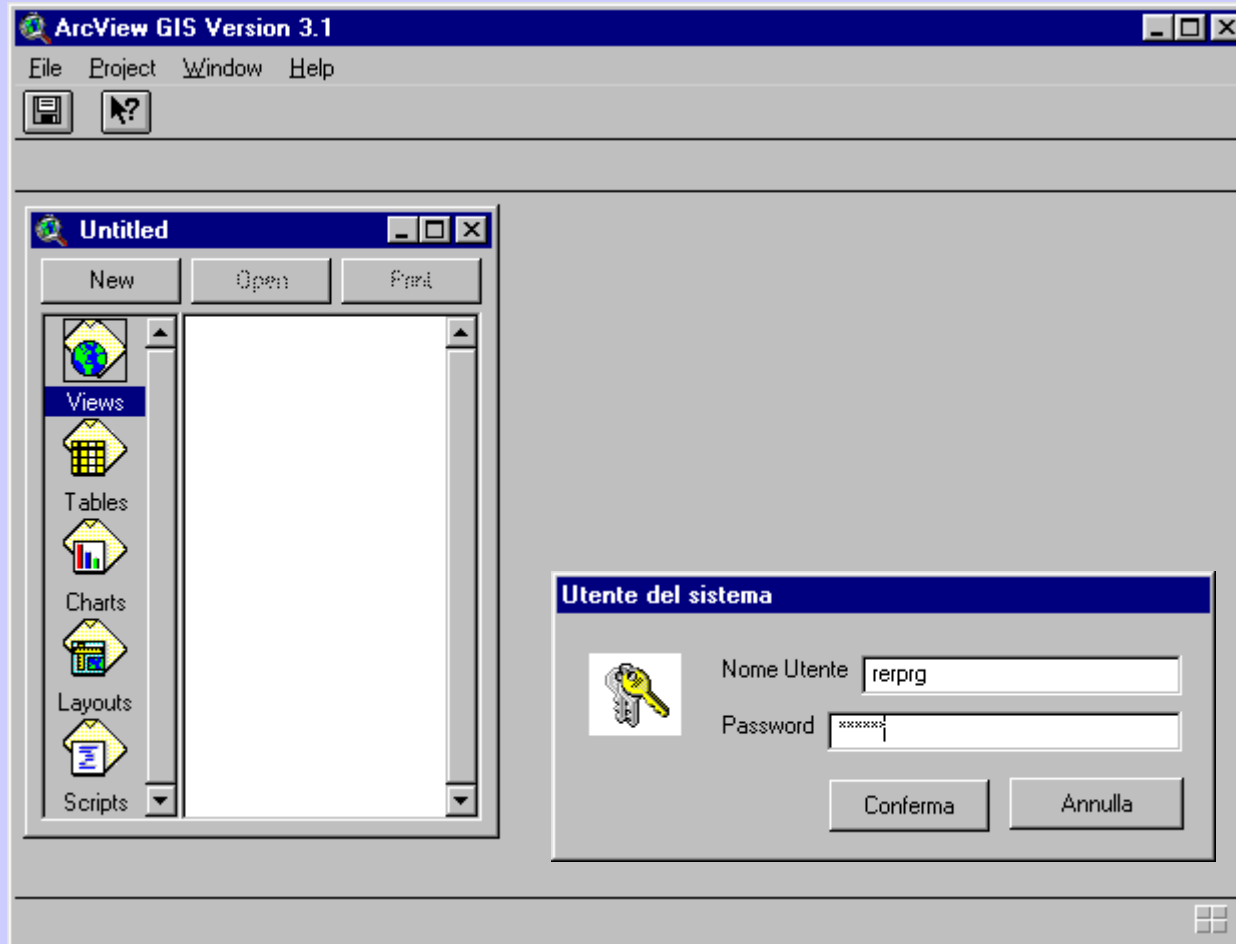 ArcView GIS Version 3.1
File Project Window Help
Untitled
New Open Print
Views
Tables
Charts
Layouts
Scripts
Utente del sistema
Nome Utente rerprg
Password ******
Conferma Annulla